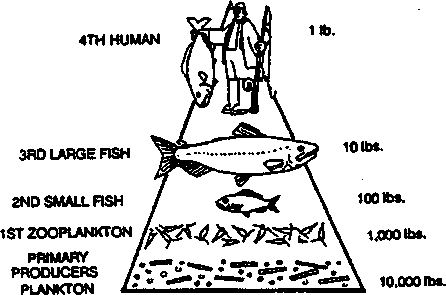 4TH HUMAN 1 lb.
3RD LARGE FISH 10 lbs.
2ND SMALL FISH 100 lbs.
1ST ZOOPLANKTON 1,000 lbs.
PRIMARY
PRODUCERS
PLANKTON 10,000 lbs.